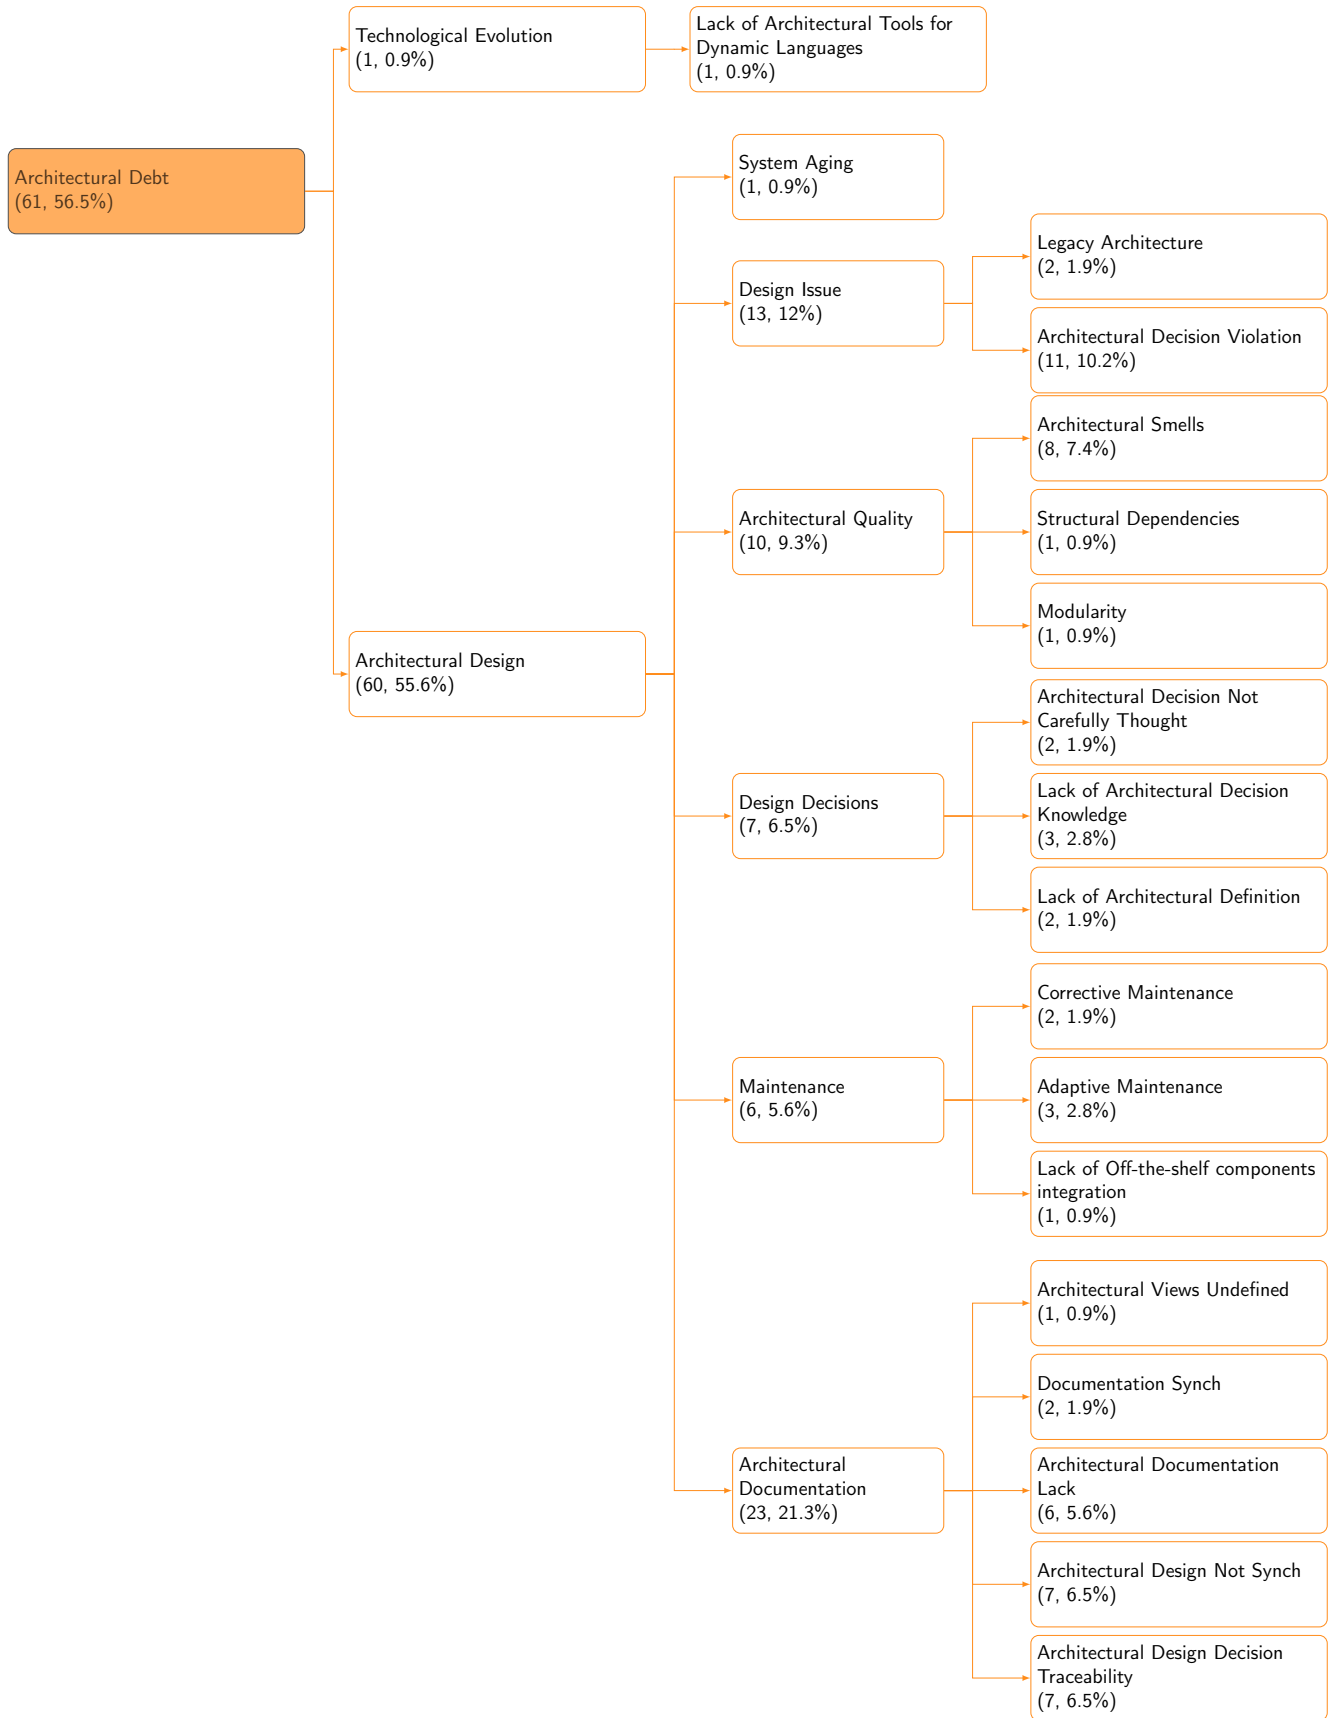 Technological Evolution
(1, 0.9%)
Lack of Architectural Tools for
Dynamic Languages
(1, 0.9%)
Architectural Debt
(61, 56.5%)
System Aging
(1, 0.9%)
Design Issue
(13, 12%)
Legacy Architecture
(2, 1.9%)
Architectural Decision Violation
(11, 10.2%)
Architectural Quality
(10, 9.3%)
Architectural Smells
(8, 7.4%)
Structural Dependencies
(1, 0.9%)
Modularity
(1, 0.9%)
Architectural Design
(60, 55.6%)
Design Decisions
(7, 6.5%)
Architectural Decision Not
Carefully Thought
(2, 1.9%)
Lack of Architectural Decision
Knowledge
(3, 2.8%)
Lack of Architectural Definition
(2, 1.9%)
Maintenance
(6, 5.6%)
Corrective Maintenance
(2, 1.9%)
Adaptive Maintenance
(3, 2.8%)
Lack of Off-the-shelf components
integration
(1, 0.9%)
Architectural
Documentation
(23, 21.3%)
Architectural Views Undefined
(1, 0.9%)
Documentation Synch
(2, 1.9%)
Architectural Documentation
Lack
(6, 5.6%)
Architectural Design Not Synch
(7, 6.5%)
Architectural Design Decision
Traceability
(7, 6.5%)